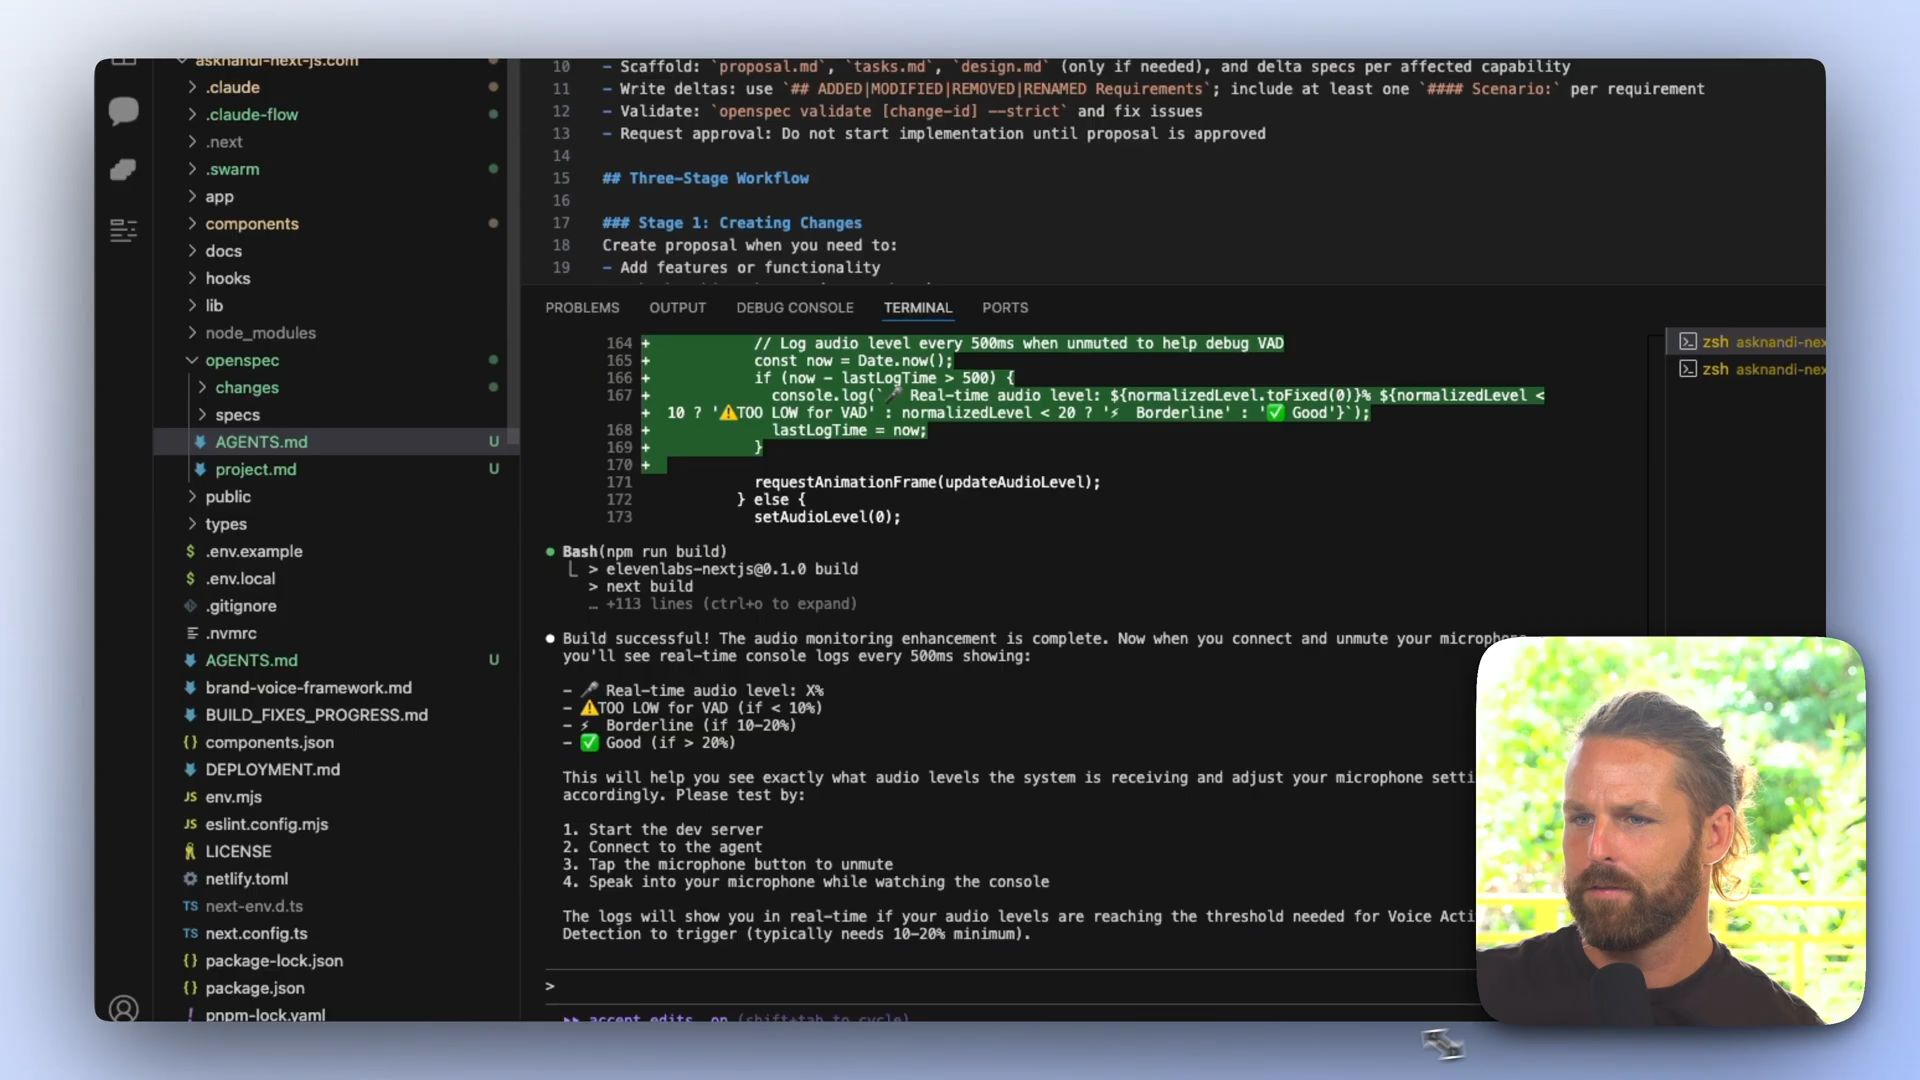 asknandi-next-js.com
.claude
.claude-flow
.next
.swarm
app
components
docs
hooks
lib
node_modules
openspec
changes
specs
AGENTS.md U
project.md U
public
types
$ .env.example
$ .env.local
.gitignore
.nvmrc
AGENTS.md U
brand-voice-framework.md
BUILD_FIXES_PROGRESS.md
{} components.json
DEPLOYMENT.md
JS env.mjs
JS eslint.config.mjs
LICENSE
netlify.toml
TS next-env.d.ts
TS next.config.ts
{} package-lock.json
{} package.json
! pnpm-lock.yaml
10 - Scaffold: `proposal.md`, `tasks.md`, `design.md` (only if needed), and delta specs per affected capability
11 - Write deltas: use `## ADDED|MODIFIED|REMOVED|RENAMED Requirements`; include at least one `#### Scenario:` per requirement
12 - Validate: `openspec validate [change-id] --strict` and fix issues
13 - Request approval: Do not start implementation until proposal is approved
14
15 ## Three-Stage Workflow
16
17 ### Stage 1: Creating Changes
18 Create proposal when you need to:
19 - Add features or functionality
PROBLEMS OUTPUT DEBUG CONSOLE TERMINAL PORTS
164 + // Log audio level every 500ms when unmuted to help debug VAD
165 + const now = Date.now();
166 + if (now - lastLogTime > 500) {
167 + console.log(`🎤 Real-time audio level: ${normalizedLevel.toFixed(0)}% ${normalizedLevel <
+ 10 ? '⚠️TOO LOW for VAD' : normalizedLevel < 20 ? '⚡ Borderline' : '✅ Good'}`);
168 + lastLogTime = now;
169 + }
170 +
171 requestAnimationFrame(updateAudioLevel);
172 } else {
173 setAudioLevel(0);
Bash(npm run build)
> elevenlabs-nextjs@0.1.0 build
> next build
… +113 lines (ctrl+o to expand)
Build successful! The audio monitoring enhancement is complete. Now when you connect and unmute your microphone,
you'll see real-time console logs every 500ms showing:
- 🎤 Real-time audio level: X%
- ⚠️TOO LOW for VAD (if < 10%)
- ⚡ Borderline (if 10-20%)
- ✅ Good (if > 20%)
This will help you see exactly what audio levels the system is receiving and adjust your microphone setti
accordingly. Please test by:
1. Start the dev server
2. Connect to the agent
3. Tap the microphone button to unmute
4. Speak into your microphone while watching the console
The logs will show you in real-time if your audio levels are reaching the threshold needed for Voice Acti
Detection to trigger (typically needs 10-20% minimum).
>
▸▸ accept edits on (shift+tab to cycle)
zsh asknandi-nex
zsh asknandi-nex